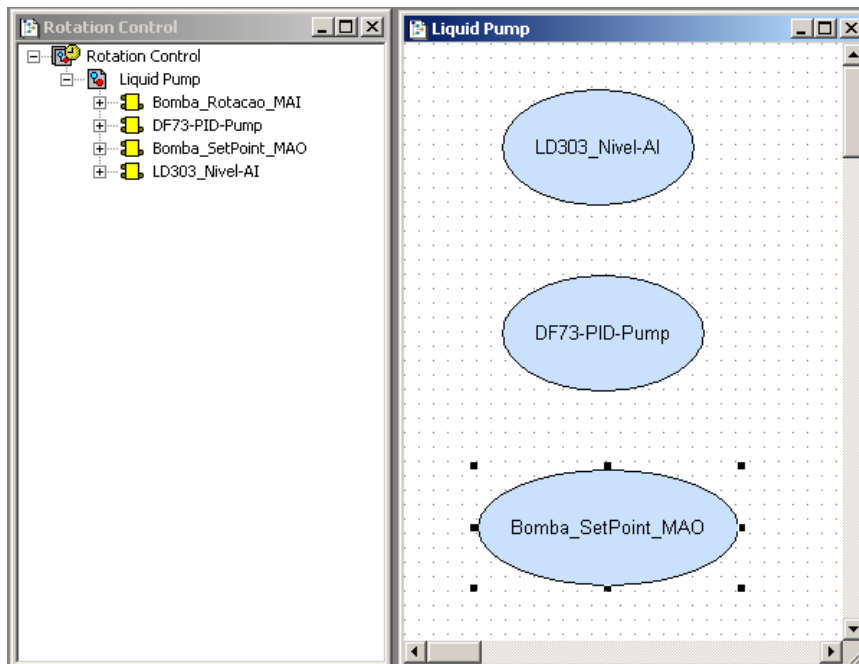 Rotation Control
Rotation Control
Liquid Pump
Bomba_Rotacao_MAI
DF73-PID-Pump
Bomba_SetPoint_MAO
LD303_Nivel-AI
Liquid Pump
LD303_Nivel-AI
DF73-PID-Pump
Bomba_SetPoint_MAO